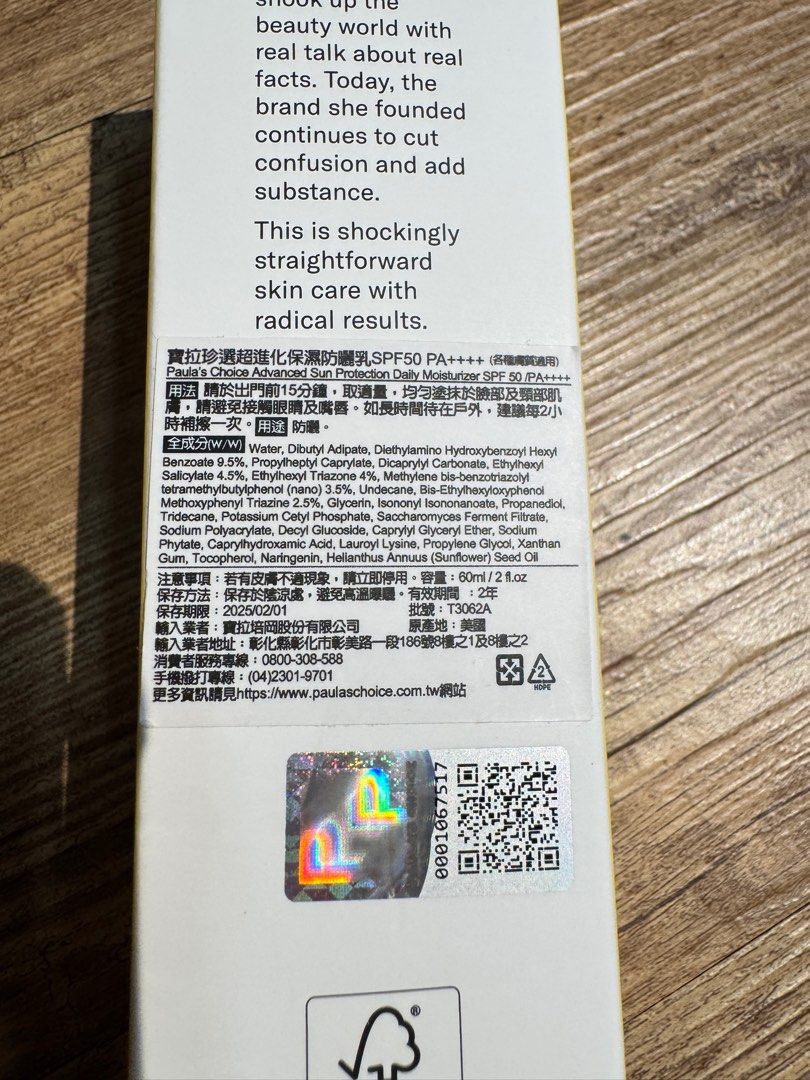 shook up the
beauty world with
real talk about real
facts. Today, the
brand she founded
continues to cut
confusion and add
substance.
This is shockingly
straightforward
skin care with
radical results.
寶拉珍選超進化保濕防曬乳SPF50 PA++++ (各種膚質適用)
Paula's Choice Advanced Sun Protection Daily Moisturizer SPF 50 /PA++++
用法 請於出門前15分鐘，取適量，均勻塗抹於臉部及頸部肌
膚，請避免接觸眼睛及嘴唇。如長時間待在戶外，建議每2小
時補擦一次。用途 防曬。
全成分(w/w) Water, Dibutyl Adipate, Diethylamino Hydroxybenzoyl Hexyl
Benzoate 9.5%, Propylheptyl Caprylate, Dicaprylyl Carbonate, Ethylhexyl
Salicylate 4.5%, Ethylhexyl Triazone 4%, Methylene bis-benzotriazolyl
tetramethylbutylphenol (nano) 3.5%, Undecane, Bis-Ethylhexyloxyphenol
Methoxyphenyl Triazine 2.5%, Glycerin, Isononyl Isononanoate, Propanediol,
Tridecane, Potassium Cetyl Phosphate, Saccharomyces Ferment Filtrate,
Sodium Polyacrylate, Decyl Glucoside, Caprylyl Glyceryl Ether, Sodium
Phytate, Caprylhydroxamic Acid, Lauroyl Lysine, Propylene Glycol, Xanthan
Gum, Tocopherol, Naringenin, Helianthus Annuus (Sunflower) Seed Oil
注意事項：若有皮膚不適現象，請立即停用。容量：60ml / 2 fl.oz
保存方法：保存於陰涼處，避免高溫曝曬。有效期間 ：2年
保存期限：2025/02/01 批號：T3062A
輸入業者：寶拉培岡股份有限公司 原產地：美國
輸入業者地址：彰化縣彰化市彰美路一段186號8樓之1及8樓之2
消費者服務專線：0800-308-588
手機撥打專線：(04)2301-9701
更多資訊請見https://www.paulaschoice.com.tw網站
2
HDPE
P P
0001067517
®